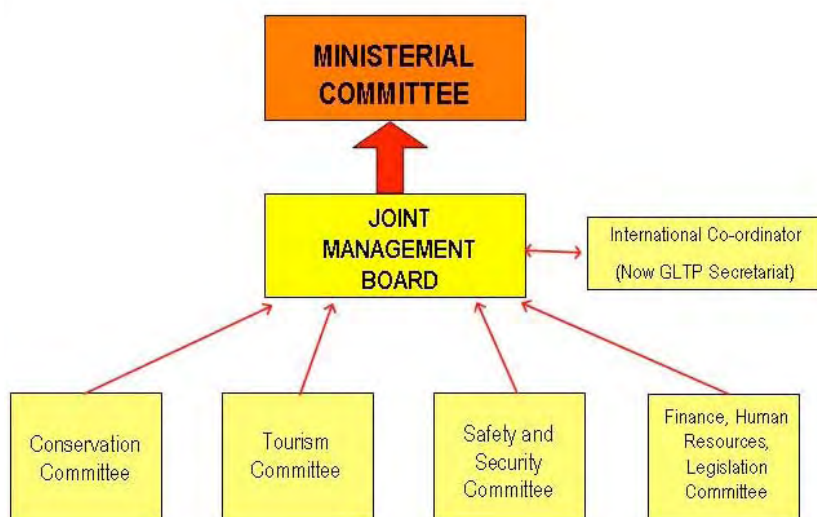 MINISTERIAL
COMMITTEE
JOINT
MANAGEMENT
BOARD
International Co-ordinator
(Now GLTP Secretariat)
Conservation
Committee
Tourism
Committee
Safety and
Security
Committee
Finance, Human
Resources,
Legislation
Committee